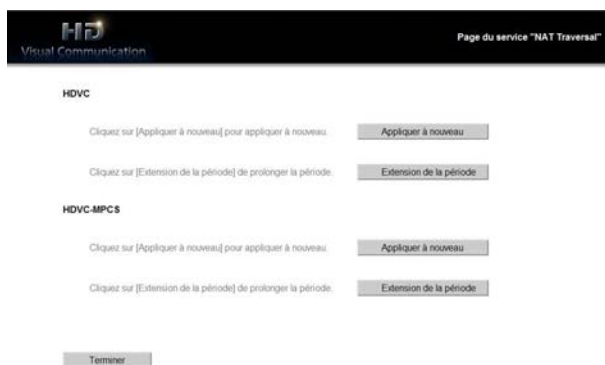 HD
Visual Communication
Page du service "NAT Traversal"
HDVC
Cliquez sur [Appliquer à nouveau] pour appliquer à nouveau.
Appliquer à nouveau
Cliquez sur [Extension de la période] de prolonger la période.
Extension de la période
HDVC-MPCS
Cliquez sur [Appliquer à nouveau] pour appliquer à nouveau.
Appliquer à nouveau
Cliquez sur [Extension de la période] de prolonger la période.
Extension de la période
Terminer